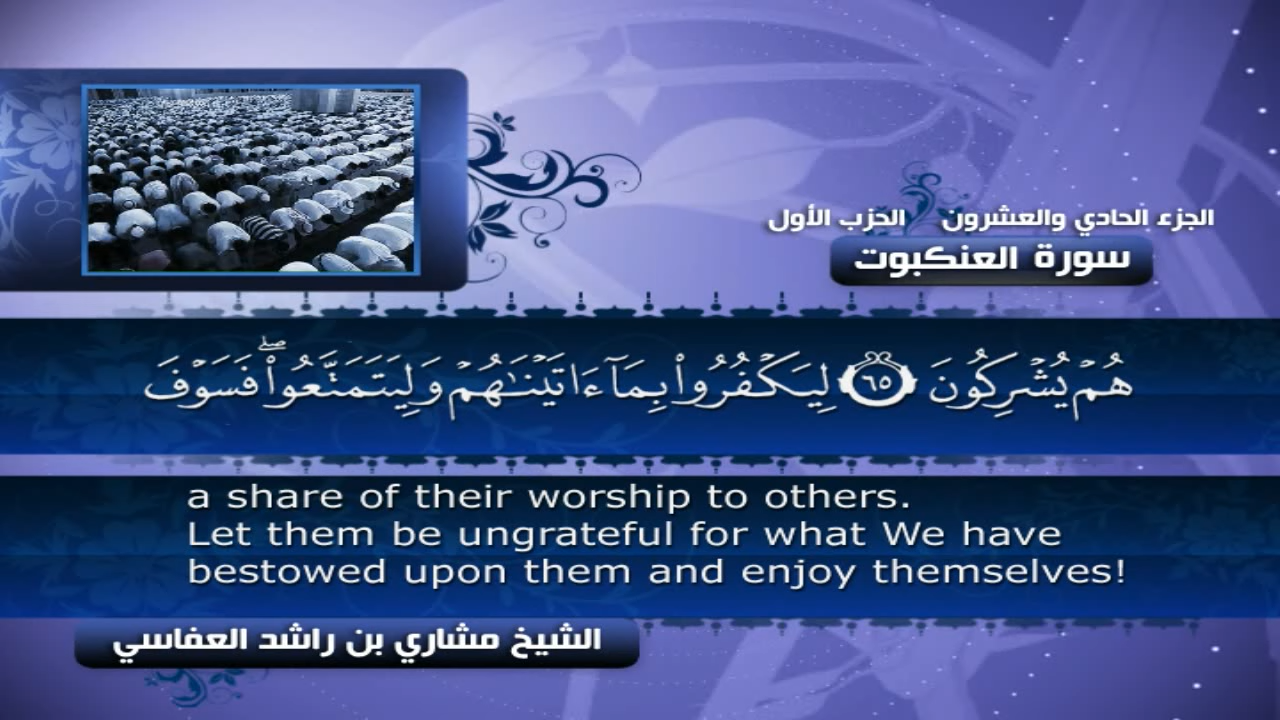 الجزء الحادي والعشرون الحزب الأول
سورة العنكبوت
هُمْ يُشْرِكُونَ ٦٥ لِيَكْفُرُوا۟ بِمَآ ءَاتَيْنَـٰهُمْ وَلِيَتَمَتَّعُوا۟ ۖ فَسَوْفَ
a share of their worship to others.
Let them be ungrateful for what We have
bestowed upon them and enjoy themselves!
الشيخ مشاري بن راشد العفاسي